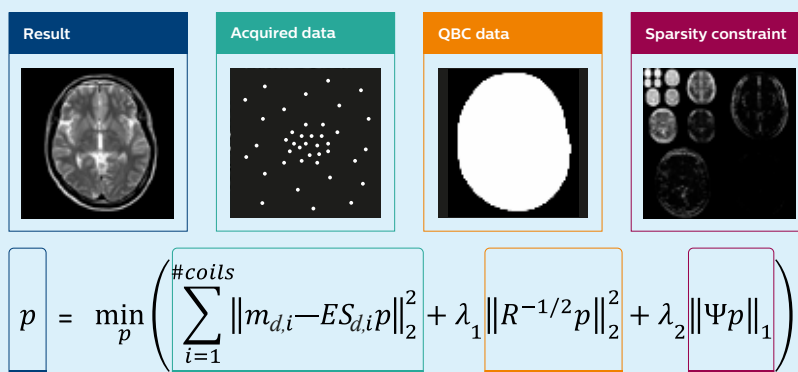 Result
Acquired data
QBC data
Sparsity constraint
p = min_p ( ∑_{i=1}^{#coils} ‖m_{d,i}—ES_{d,i}p‖_2^2 + λ_1‖R^{-1/2}p‖_2^2 + λ_2‖Ψp‖_1 )